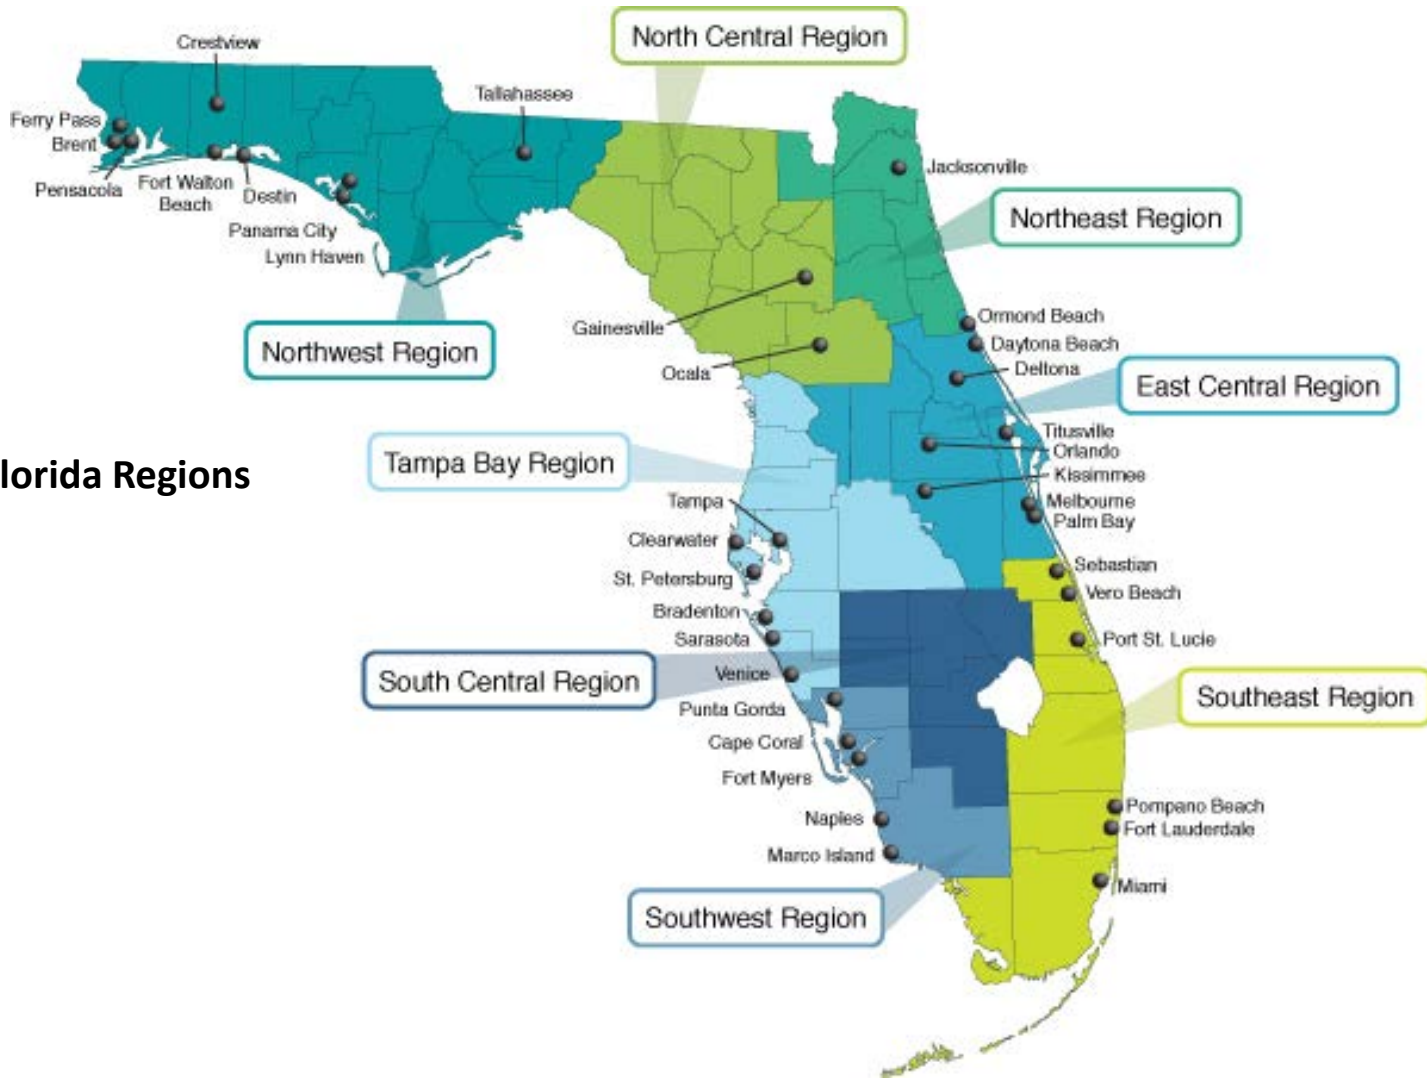 Crestview
North Central Region
Tallahassee
Ferry Pass
Brent
Pensacola
Fort Walton
Beach
Destin
Panama City
Lynn Haven
Jacksonville
Northeast Region
Northwest Region
Gainesville
Ocala
Ormond Beach
Daytona Beach
Deltona
East Central Region
Titusville
Orlando
Kissimmee
Melbourne
Palm Bay
lorida Regions
Tampa Bay Region
Tampa
Clearwater
St. Petersburg
Bradenton
Sarasota
Venice
Sebastian
Vero Beach
Port St. Lucie
South Central Region
Southeast Region
Punta Gorda
Cape Coral
Fort Myers
Naples
Marco Island
Pompano Beach
Fort Lauderdale
Miami
Southwest Region